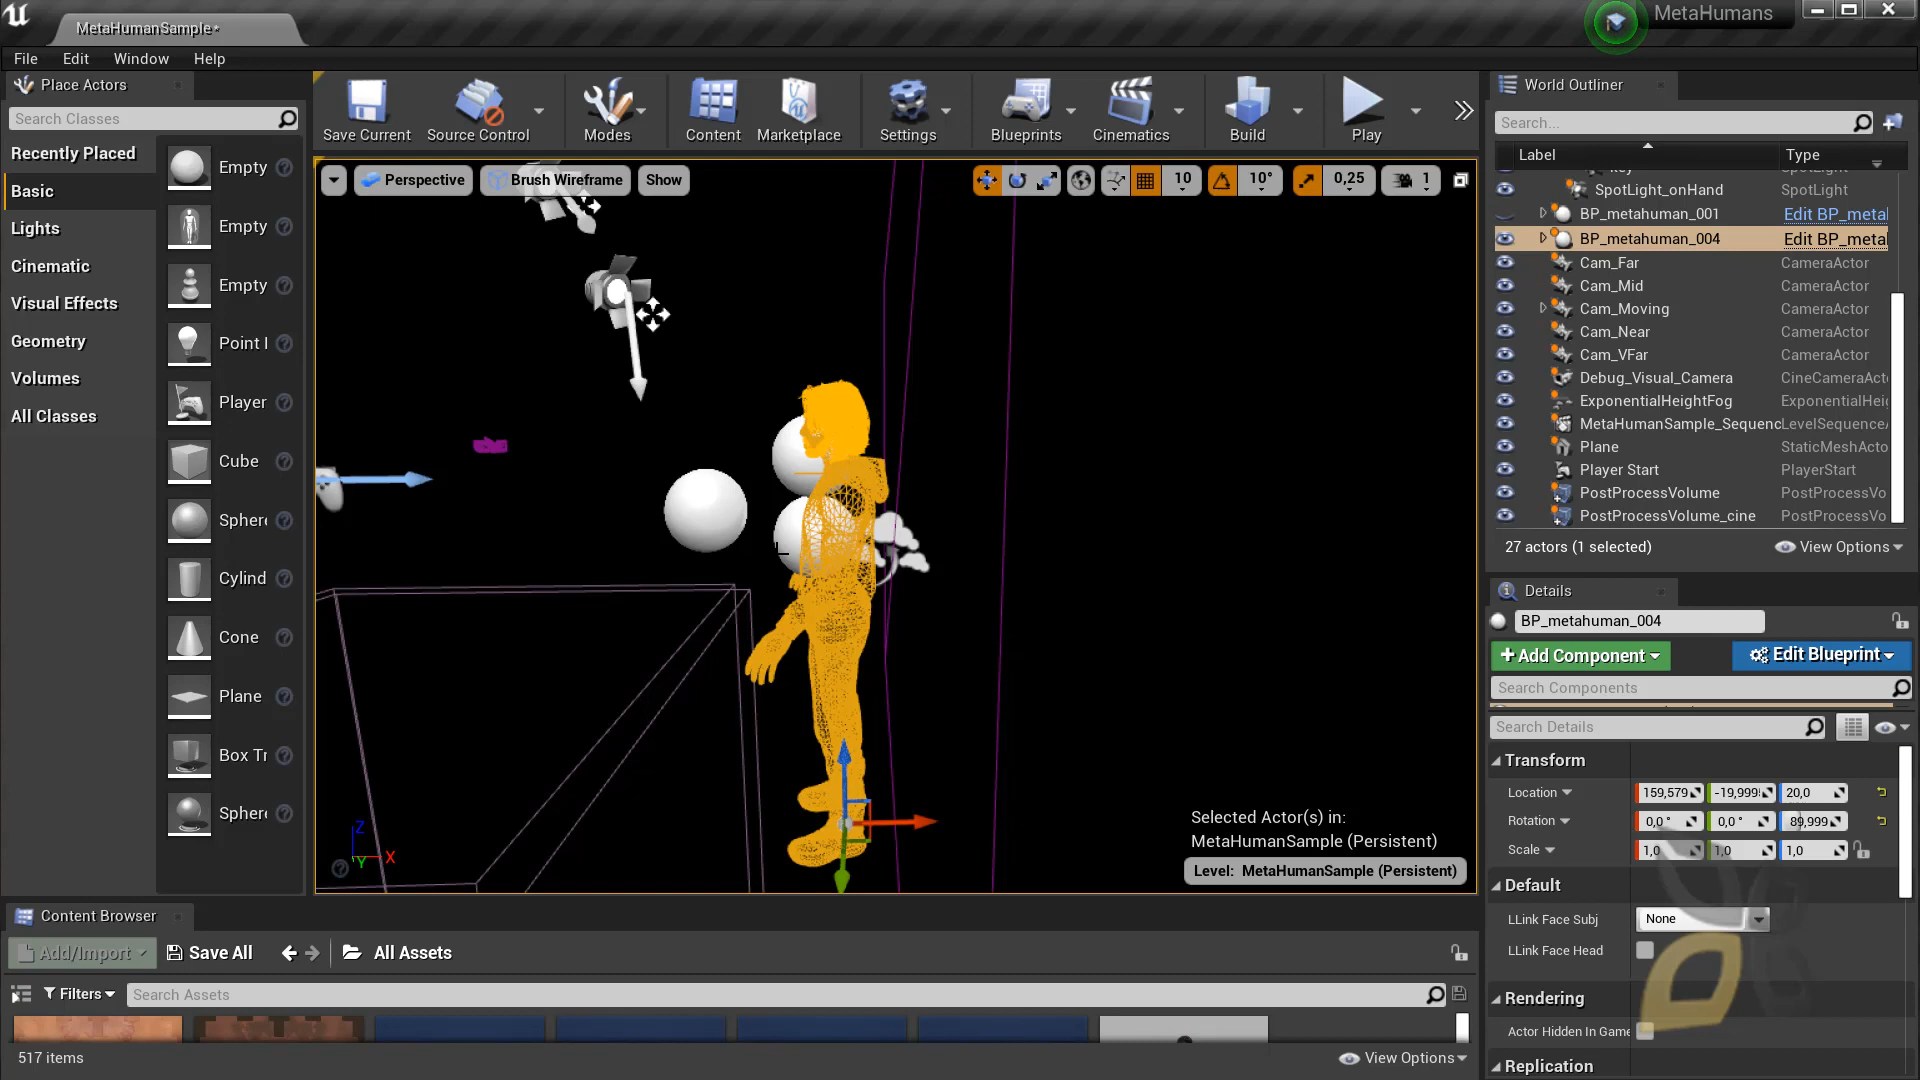 MetaHumanSample*
MetaHumans
File Edit Window Help
Place Actors
Search Classes
Recently Placed
Basic
Lights
Cinematic
Visual Effects
Geometry
Volumes
All Classes
Empty
Empty
Empty
Point
Player
Cube
Sphere
Cylind
Cone
Plane
Box Tr
Sphere
Save Current
Source Control
Modes
Content
Marketplace
Settings
Blueprints
Cinematics
Build
Play
Perspective
Brush Wireframe
Show
10
10°
0,25
1
Z
Y
X
Selected Actor(s) in:
MetaHumanSample (Persistent)
Level: MetaHumanSample (Persistent)
World Outliner
Search...
Label Type
SpotLight_onHand SpotLight
BP_metahuman_001 Edit BP_metal
BP_metahuman_004 Edit BP_metal
Cam_Far CameraActor
Cam_Mid CameraActor
Cam_Moving CameraActor
Cam_Near CameraActor
Cam_VFar CameraActor
Debug_Visual_Camera CineCameraActo
ExponentialHeightFog ExponentialHeig
MetaHumanSample_Sequenc LevelSequenceA
Plane StaticMeshActo
Player Start PlayerStart
PostProcessVolume PostProcessVo
PostProcessVolume_cine PostProcessVo
27 actors (1 selected)
View Options
Details
BP_metahuman_004
Add Component
Edit Blueprint
Search Components
Search Details
Transform
Location 159,579 -19,999 20,0
Rotation 0,0 ° 0,0 ° 89,999
Scale 1,0 1,0 1,0
Default
LLink Face Subj None
LLink Face Head
Rendering
Actor Hidden In Game
Replication
Content Browser
Add/Import
Save All
All Assets
Filters
Search Assets
517 items
View Options